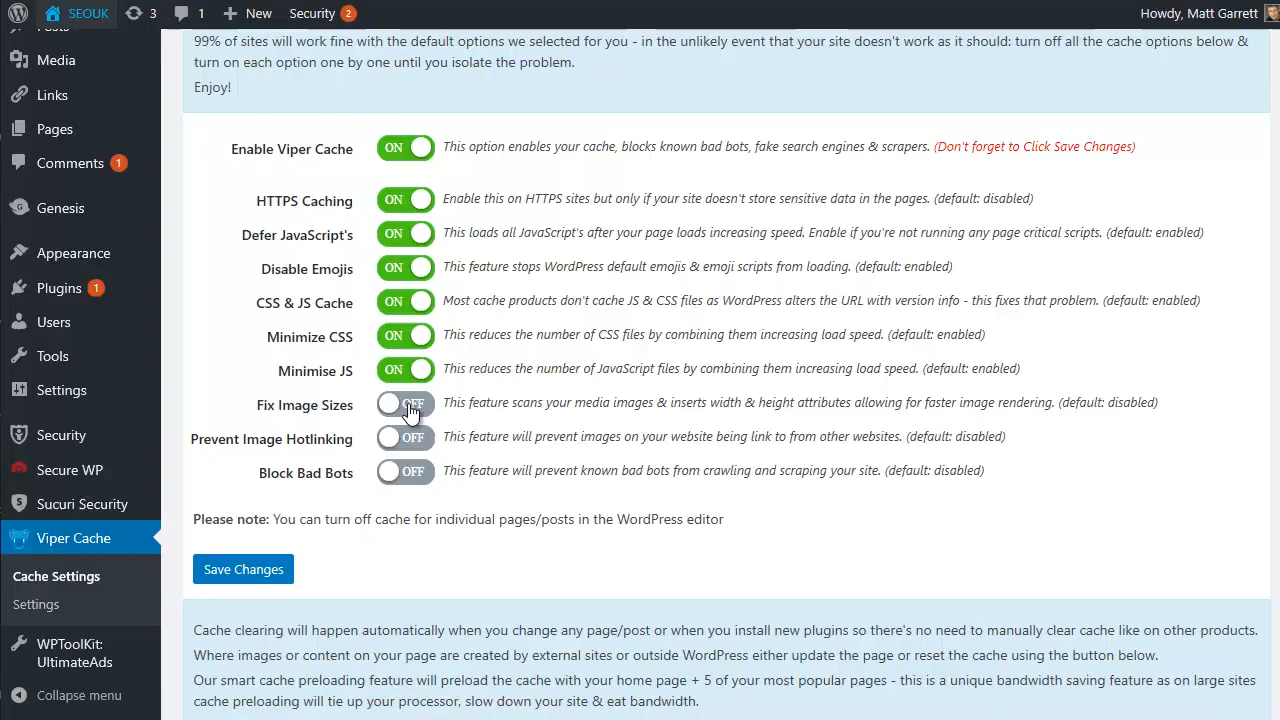 SEOUK 3 1 New Security 2 Howdy, Matt Garrett
Media
Links
Pages
Comments 1
Genesis
Appearance
Plugins 1
Users
Tools
Settings
Security
Secure WP
Sucuri Security
Viper Cache
Cache Settings
Settings
WPToolKit:
UltimateAds
Collapse menu
99% of sites will work fine with the default options we selected for you - in the unlikely event that your site doesn't work as it should: turn off all the cache options below &
turn on each option one by one until you isolate the problem.
Enjoy!
Enable Viper Cache ON This option enables your cache, blocks known bad bots, fake search engines & scrapers. (Don't forget to Click Save Changes)
HTTPS Caching ON Enable this on HTTPS sites but only if your site doesn't store sensitive data in the pages. (default: disabled)
Defer JavaScript's ON This loads all JavaScript's after your page loads increasing speed. Enable if you're not running any page critical scripts. (default: enabled)
Disable Emojis ON This feature stops WordPress default emojis & emoji scripts from loading. (default: enabled)
CSS & JS Cache ON Most cache products don't cache JS & CSS files as WordPress alters the URL with version info - this fixes that problem. (default: enabled)
Minimize CSS ON This reduces the number of CSS files by combining them increasing load speed. (default: enabled)
Minimise JS ON This reduces the number of JavaScript files by combining them increasing load speed. (default: enabled)
Fix Image Sizes OFF This feature scans your media images & inserts width & height attributes allowing for faster image rendering. (default: disabled)
Prevent Image Hotlinking OFF This feature will prevent images on your website being link to from other websites. (default: disabled)
Block Bad Bots OFF This feature will prevent known bad bots from crawling and scraping your site. (default: disabled)
Please note: You can turn off cache for individual pages/posts in the WordPress editor
Save Changes
Cache clearing will happen automatically when you change any page/post or when you install new plugins so there's no need to manually clear cache like on other products.
Where images or content on your page are created by external sites or outside WordPress either update the page or reset the cache using the button below.
Our smart cache preloading feature will preload the cache with your home page + 5 of your most popular pages - this is a unique bandwidth saving feature as on large sites
cache preloading will tie up your processor, slow down your site & eat bandwidth.